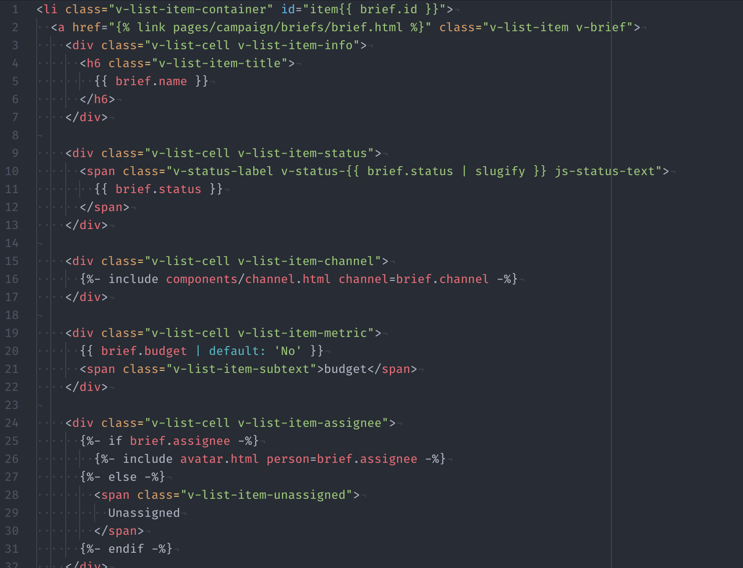 1 <li class="v-list-item-container" id="item{{ brief.id }}">
2 <a href="{% link pages/campaign/briefs/brief.html %}" class="v-list-item v-brief">
3 <div class="v-list-cell v-list-item-info">
4 <h6 class="v-list-item-title">
5 {{ brief.name }}
6 </h6>
7 </div>
8
9 <div class="v-list-cell v-list-item-status">
10 <span class="v-status-label v-status-{{ brief.status | slugify }} js-status-text">
11 {{ brief.status }}
12 </span>
13 </div>
14
15 <div class="v-list-cell v-list-item-channel">
16 {%- include components/channel.html channel=brief.channel -%}
17 </div>
18
19 <div class="v-list-cell v-list-item-metric">
20 {{ brief.budget | default: 'No' }}
21 <span class="v-list-item-subtext">budget</span>
22 </div>
23
24 <div class="v-list-cell v-list-item-assignee">
25 {%- if brief.assignee -%}
26 {%- include avatar.html person=brief.assignee -%}
27 {%- else -%}
28 <span class="v-list-item-unassigned">
29 Unassigned
30 </span>
31 {%- endif -%}
32 </div>